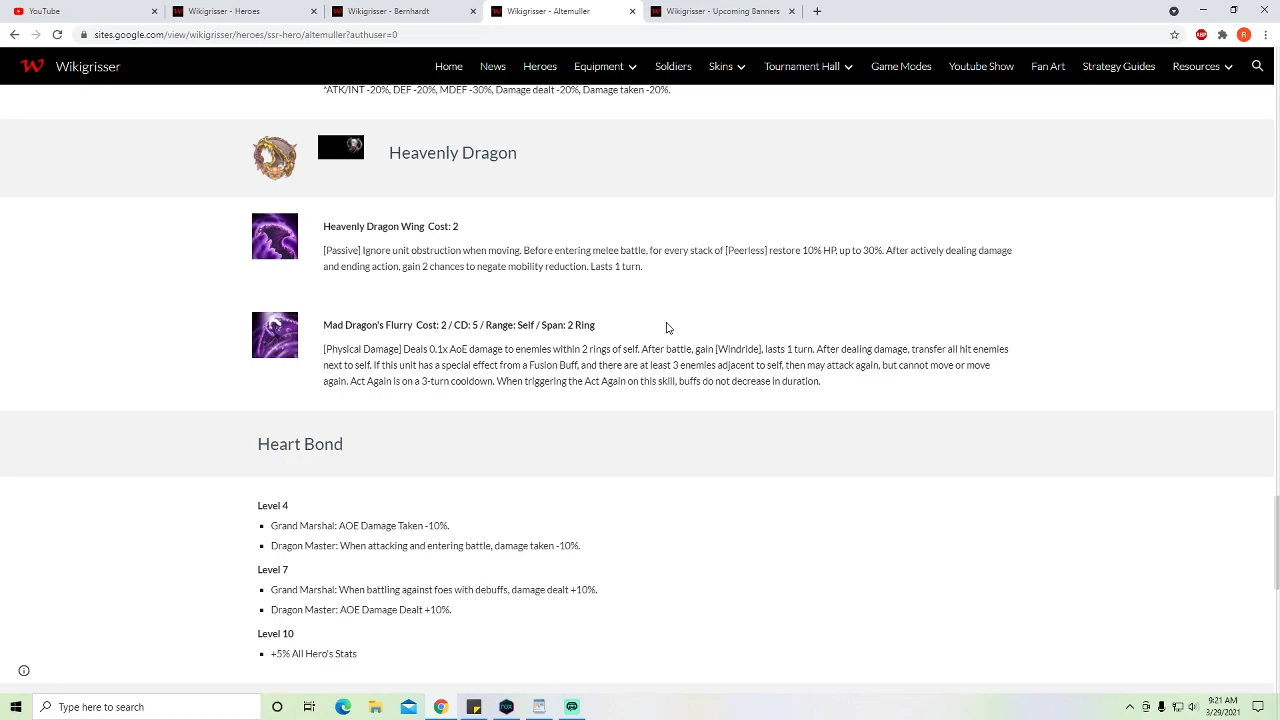 YouTube
Wikigrisser - Heroes
Wikigrisser - Bernhardt
Wikigrisser - Altemuller
Wikigrisser - Upcoming Banners
sites.google.com/view/wikigrisser/heroes/ssr-hero/altemuller?authuser=0
ABP
R
W
Wikigrisser
Home
News
Heroes
Equipment
Soldiers
Skins
Tournament Hall
Game Modes
Youtube Show
Fan Art
Strategy Guides
Resources
*ATK/INT -20%, DEF -20%, MDEF -30%, Damage dealt -20%, Damage taken -20%.
Heavenly Dragon
Heavenly Dragon Wing Cost: 2
[Passive] Ignore unit obstruction when moving. Before entering melee battle, for every stack of [Peerless] restore 10% HP, up to 30%. After actively dealing damage
and ending action, gain 2 chances to negate mobility reduction. Lasts 1 turn.
Mad Dragon's Flurry Cost: 2 / CD: 5 / Range: Self / Span: 2 Ring
[Physical Damage] Deals 0.1x AoE damage to enemies within 2 rings of self. After battle, gain [Windride], lasts 1 turn. After dealing damage, transfer all hit enemies
next to self. If this unit has a special effect from a Fusion Buff, and there are at least 3 enemies adjacent to self, then may attack again, but cannot move or move
again. Act Again is on a 3-turn cooldown. When triggering the Act Again on this skill, buffs do not decrease in duration.
Heart Bond
Level 4
Grand Marshal: AOE Damage Taken -10%.
Dragon Master: When attacking and entering battle, damage taken -10%.
Level 7
Grand Marshal: When battling against foes with debuffs, damage dealt +10%.
Dragon Master: AOE Damage Dealt +10%.
Level 10
+5% All Hero's Stats
Type here to search
9:21 AM
3/29/2021